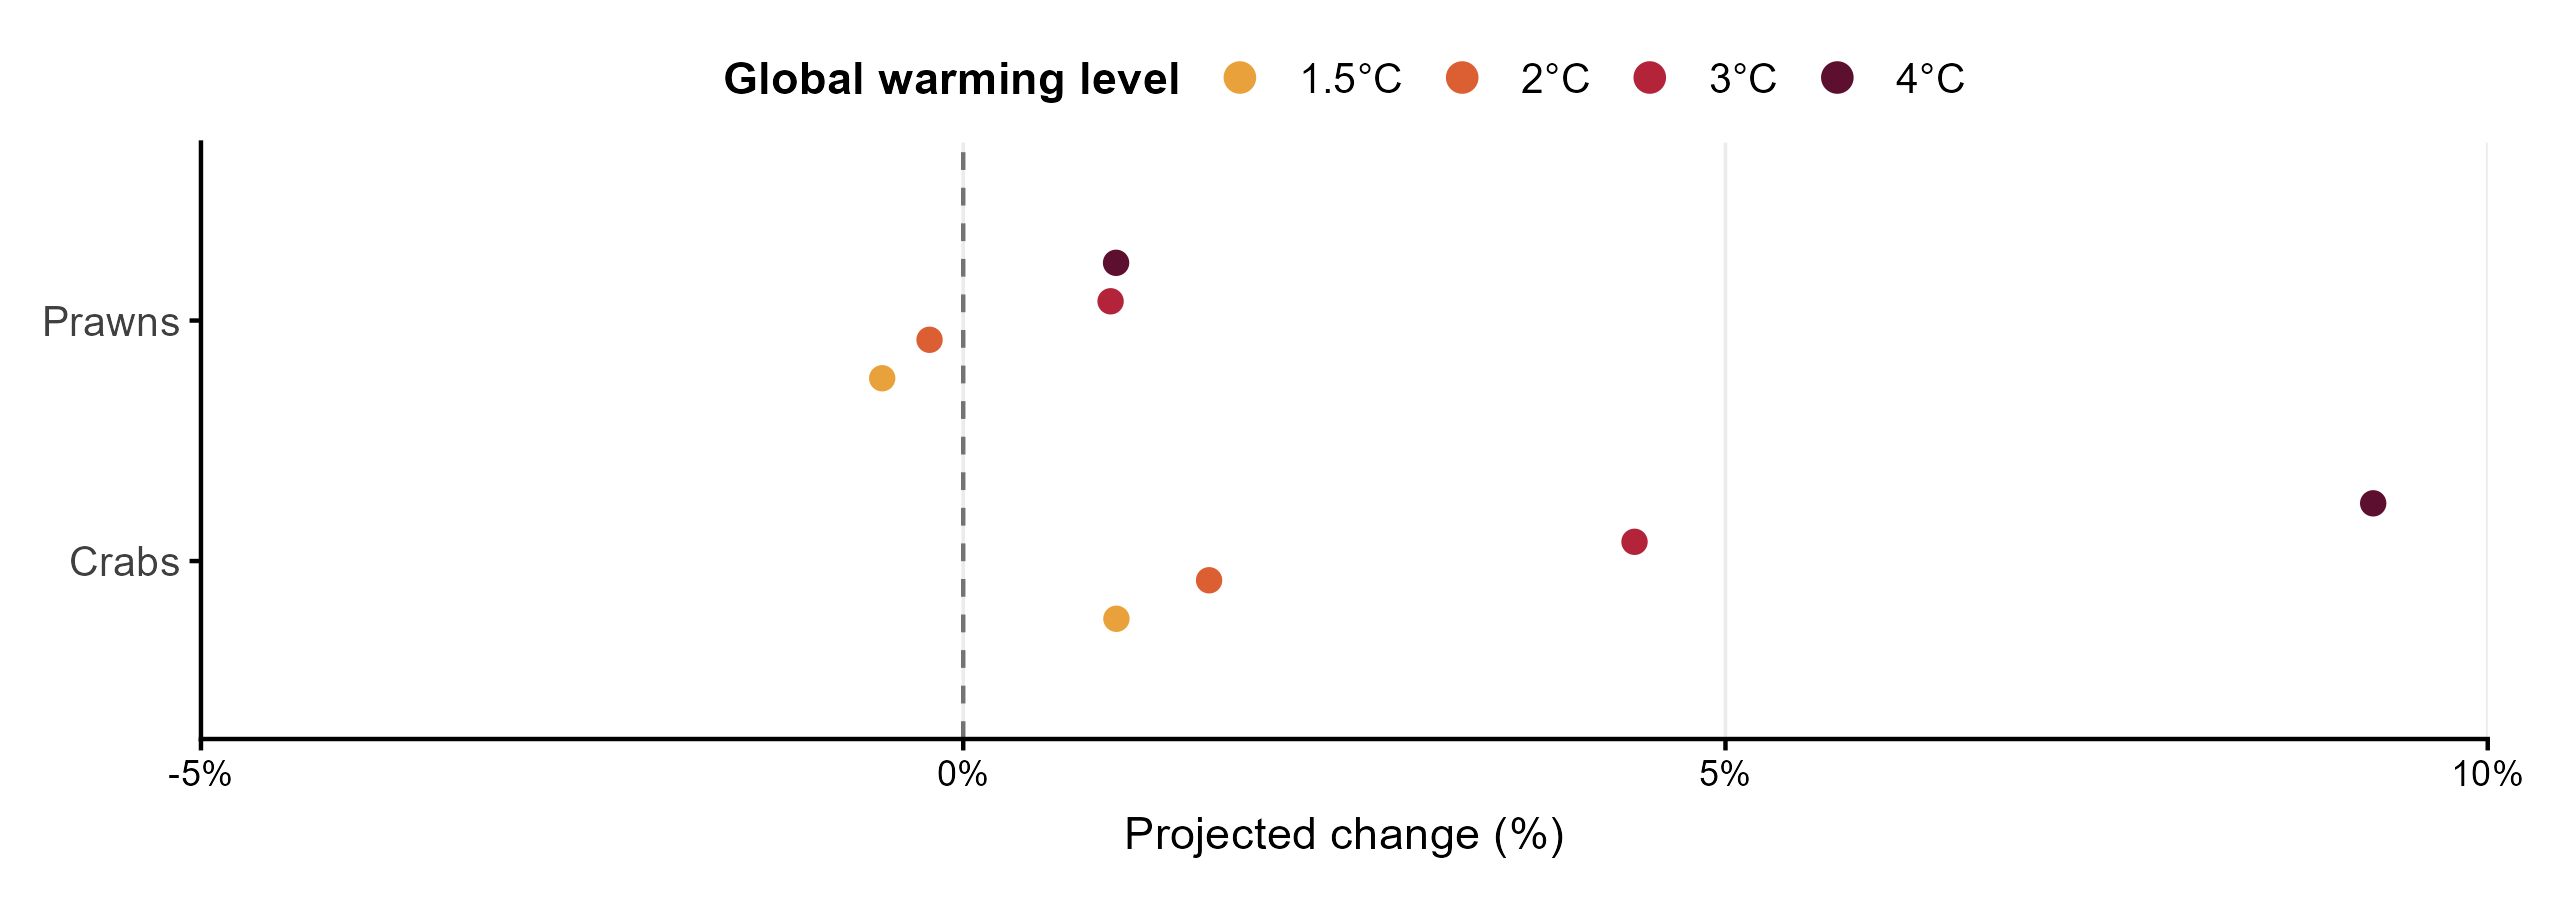 Global warming level 1.5°C 2°C 3°C 4°C
Prawns
Crabs
-5% 0% 5% 10%
Projected change (%)